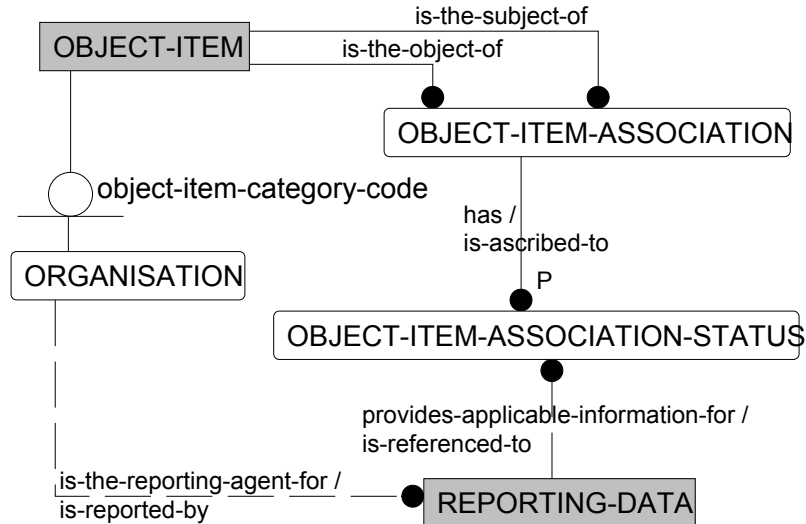 is-the-subject-of
OBJECT-ITEM
is-the-object-of
OBJECT-ITEM-ASSOCIATION
object-item-category-code
has /
is-ascribed-to
ORGANISATION
P
OBJECT-ITEM-ASSOCIATION-STATUS
provides-applicable-information-for /
is-referenced-to
is-the-reporting-agent-for /
is-reported-by
REPORTING-DATA